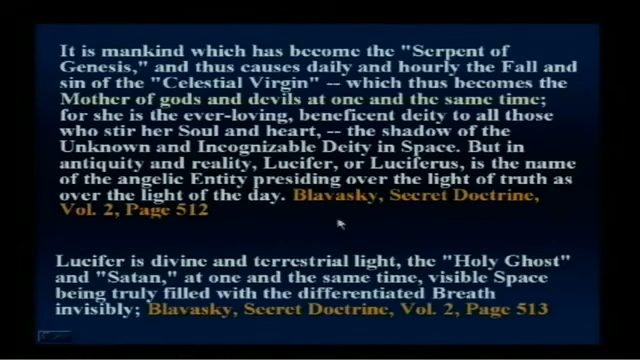 It is mankind which has become the "Serpent of
Genesis," and thus causes daily and hourly the Fall and
sin of the "Celestial Virgin" -- which thus becomes the
Mother of gods and devils at one and the same time;
for she is the ever-loving, beneficent deity to all those
who stir her Soul and heart, -- the shadow of the
Unknown and Incognizable Deity in Space. But in
antiquity and reality, Lucifer, or Luciferus, is the name
of the angelic Entity presiding over the light of truth as
over the light of the day. Blavasky, Secret Doctrine,
Vol. 2, Page 512
Lucifer is divine and terrestrial light, the "Holy Ghost"
and "Satan," at one and the same time, visible Space
being truly filled with the differentiated Breath
invisibly; Blavasky, Secret Doctrine, Vol. 2, Page 513